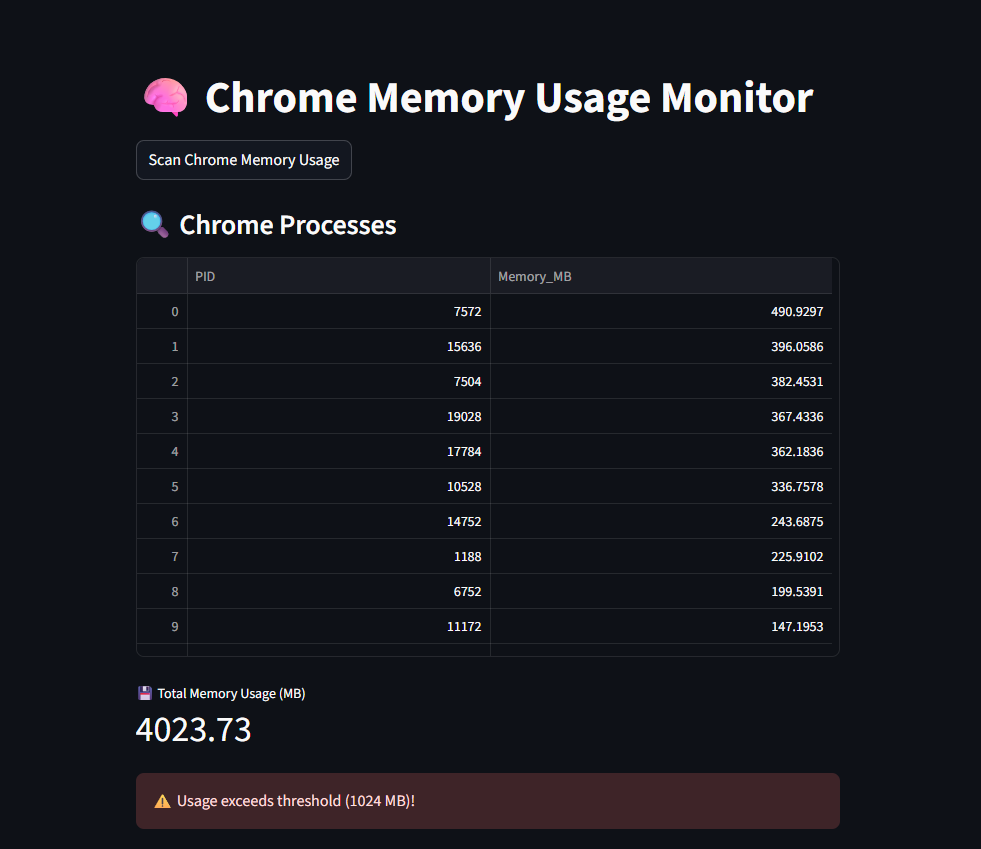 🧠 Chrome Memory Usage Monitor
Scan Chrome Memory Usage
🔍 Chrome Processes
PID Memory_MB
0 7572 490.9297
1 15636 396.0586
2 7504 382.4531
3 19028 367.4336
4 17784 362.1836
5 10528 336.7578
6 14752 243.6875
7 1188 225.9102
8 6752 199.5391
9 11172 147.1953
💾 Total Memory Usage (MB)
4023.73
⚠️ Usage exceeds threshold (1024 MB)!